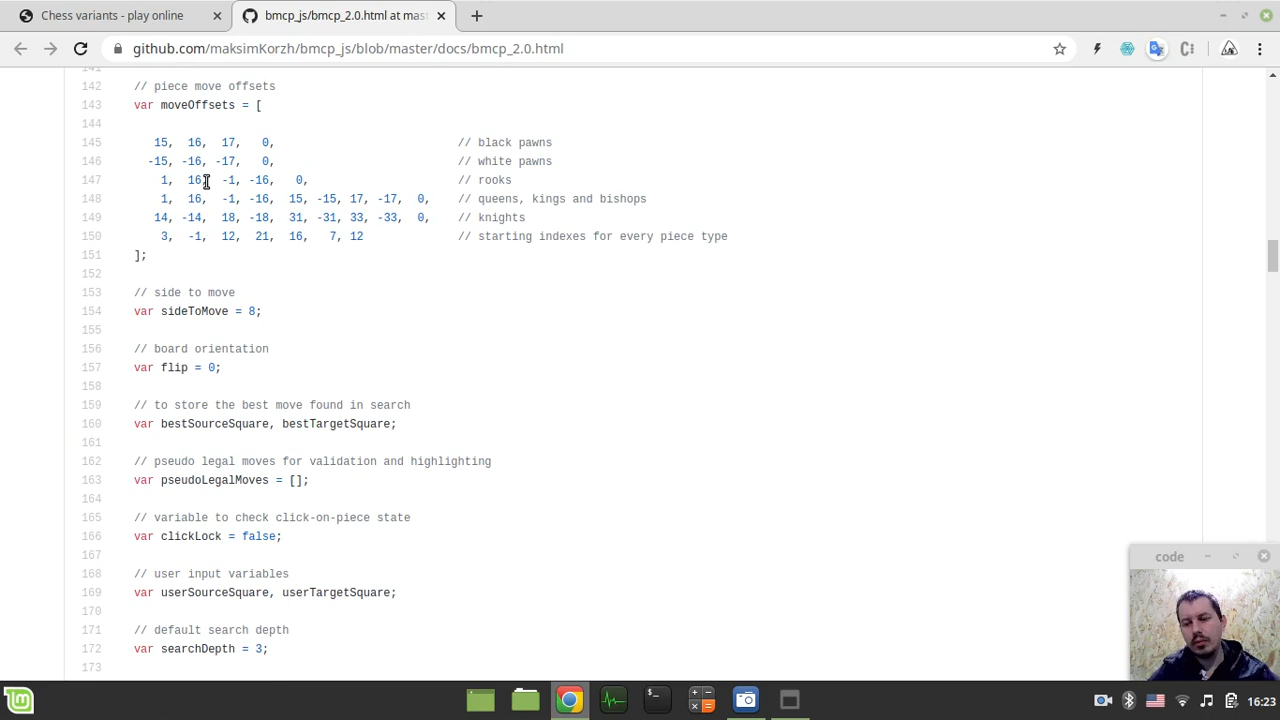 Chess variants - play online
bmcp_js/bmcp_2.0.html at mast
github.com/maksimKorzh/bmcp_js/blob/master/docs/bmcp_2.0.html
141
142 // piece move offsets
143 var moveOffsets = [
144
145 15, 16, 17, 0, // black pawns
146 -15, -16, -17, 0, // white pawns
147 1, 16, -1, -16, 0, // rooks
148 1, 16, -1, -16, 15, -15, 17, -17, 0, // queens, kings and bishops
149 14, -14, 18, -18, 31, -31, 33, -33, 0, // knights
150 3, -1, 12, 21, 16, 7, 12 // starting indexes for every piece type
151 ];
152
153 // side to move
154 var sideToMove = 8;
155
156 // board orientation
157 var flip = 0;
158
159 // to store the best move found in search
160 var bestSourceSquare, bestTargetSquare;
161
162 // pseudo legal moves for validation and highlighting
163 var pseudoLegalMoves = [];
164
165 // variable to check click-on-piece state
166 var clickLock = false;
167
168 // user input variables
169 var userSourceSquare, userTargetSquare;
170
171 // default search depth
172 var searchDepth = 3;
173
code
16:23